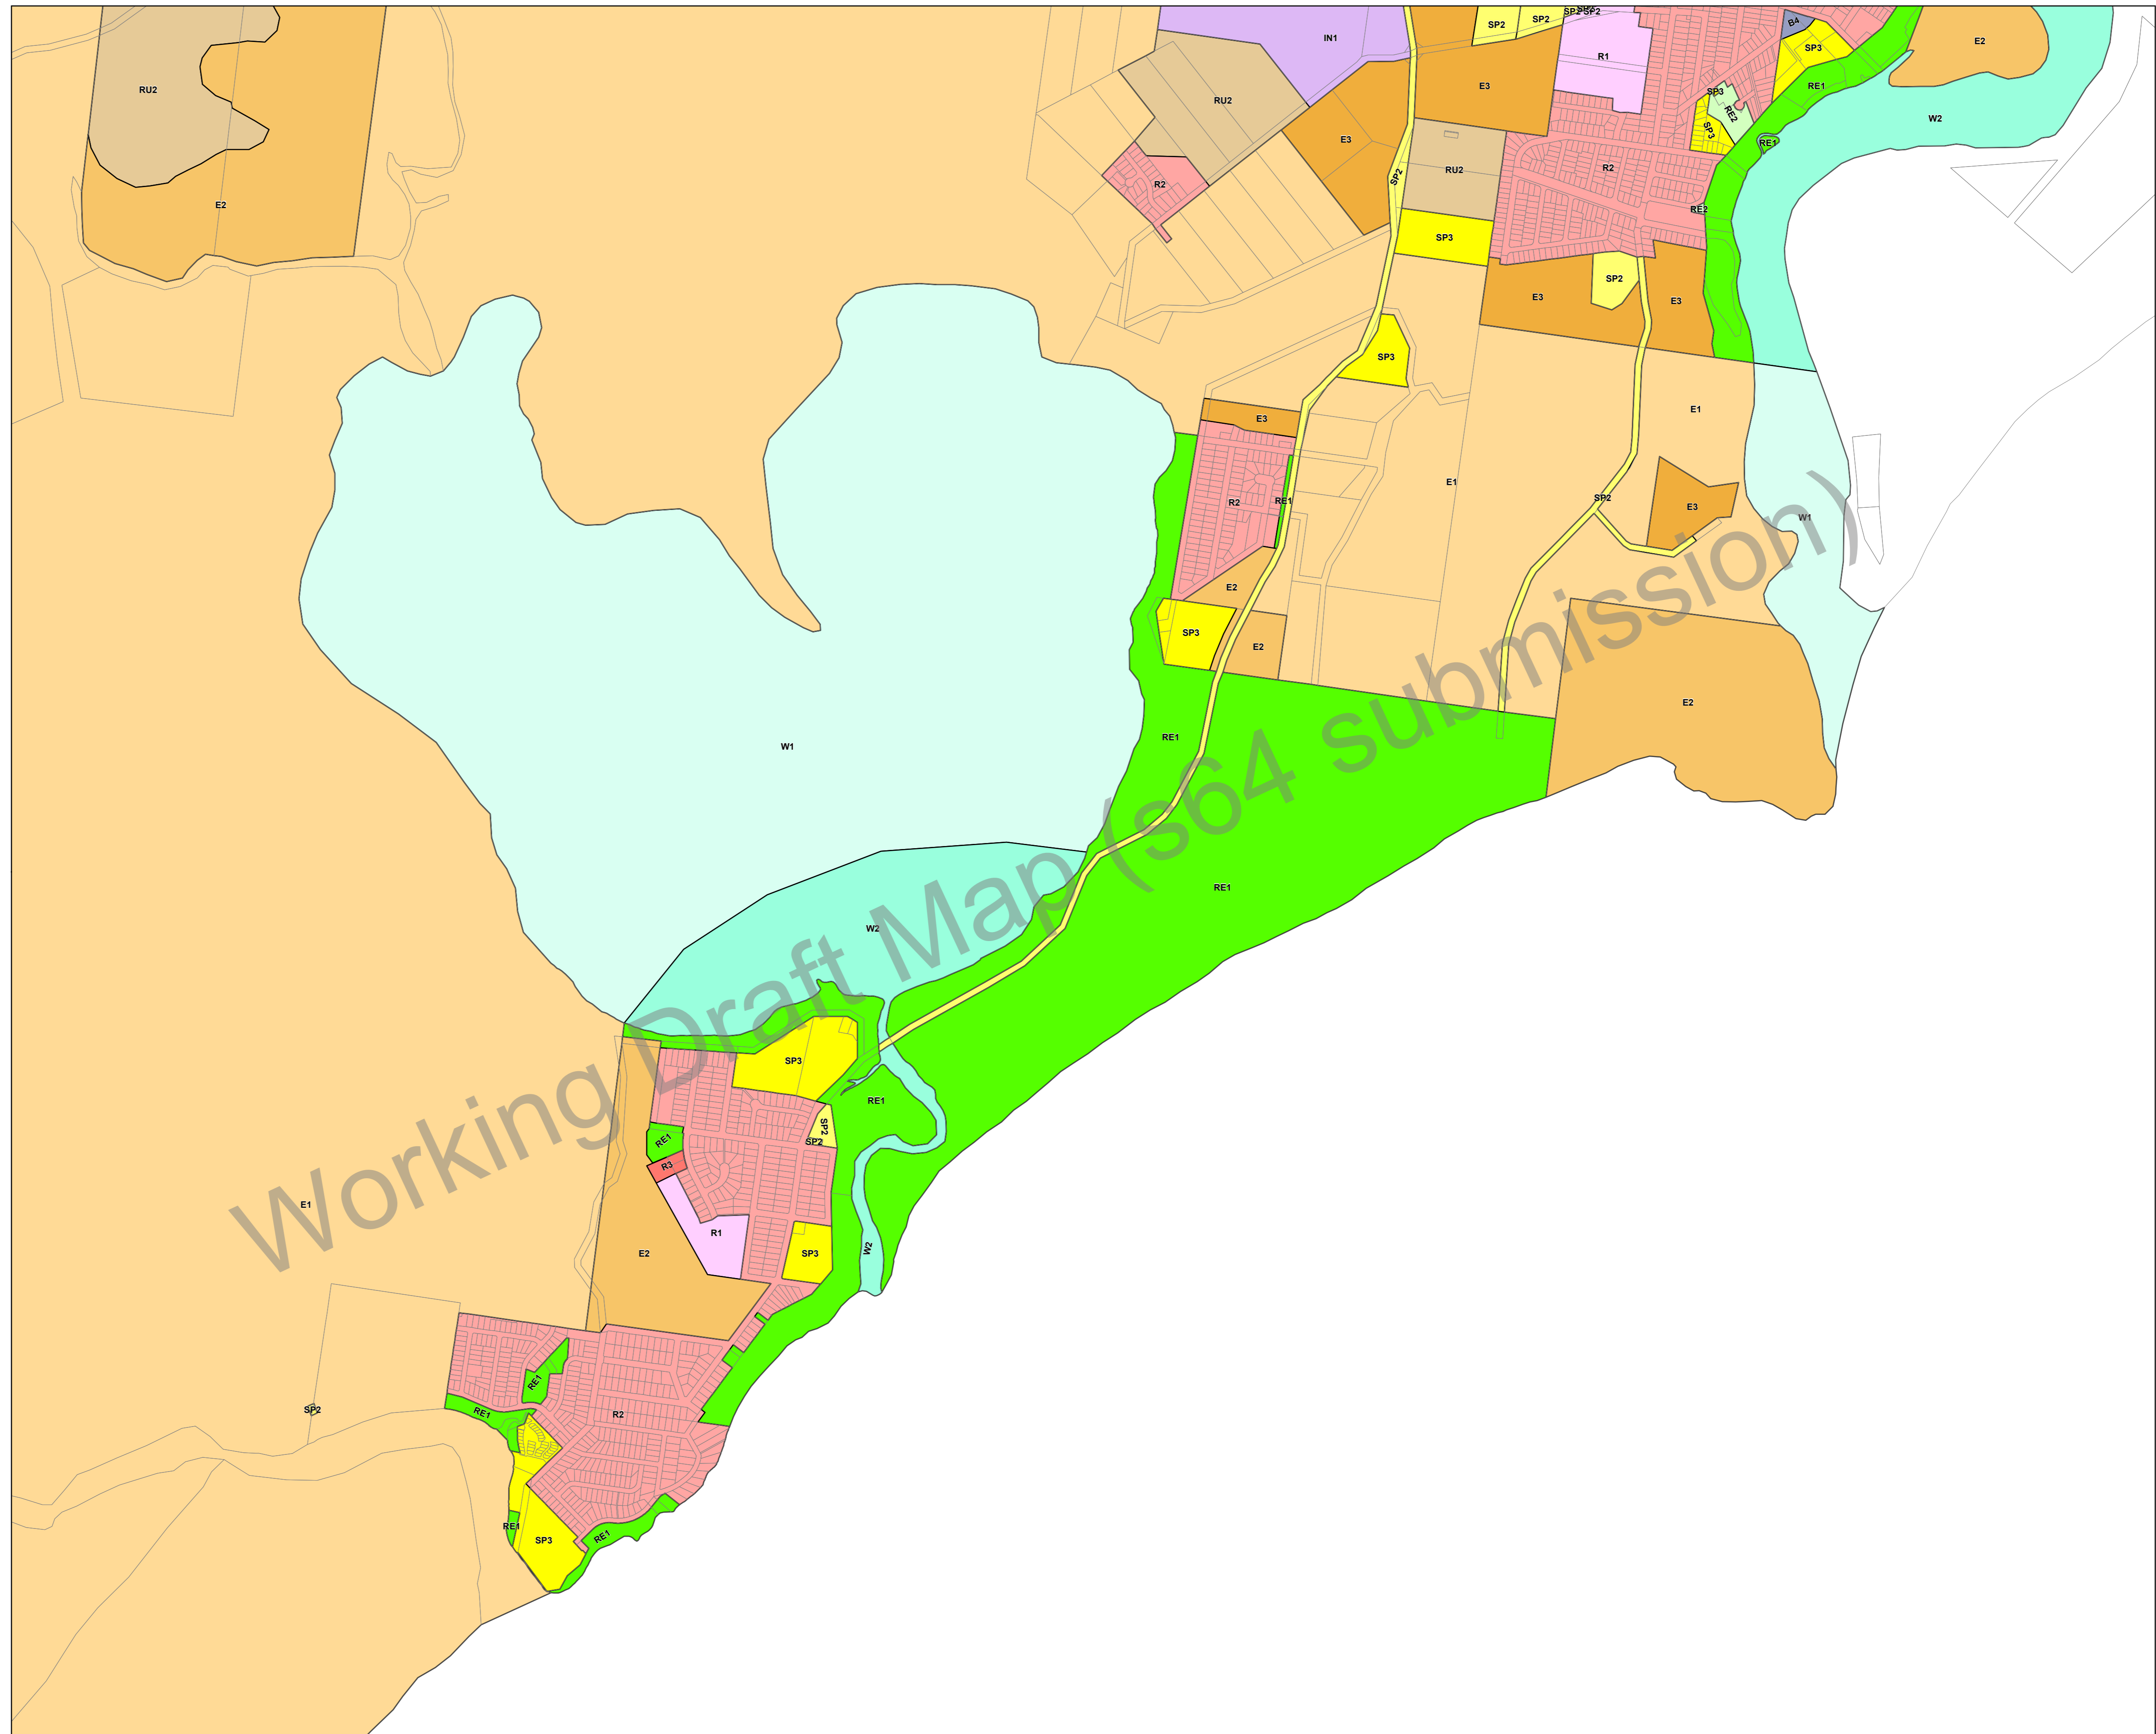 SP2
SP2
SP2
SP2
B4
IN1
R1
SP3
E2
RU2
RU2
E3
SP3
RE1
RE2
W2
E3
SP3
RE1
RU2
R2
R2
SP2
E2
RE2
SP3
SP2
E3
E3
SP3
E1
E3
E1
R2
RE1
SP2
E3
W1
E2
SP3
E2
E2
RE1
W1
RE1
W2
SP3
RE1
SP2
SP2
RE1
R3
E1
R1
E2
SP3
W2
RE1
SP2
RE1
R2
RE1
SP3
RE1
Working Draft Map (s64 submission)